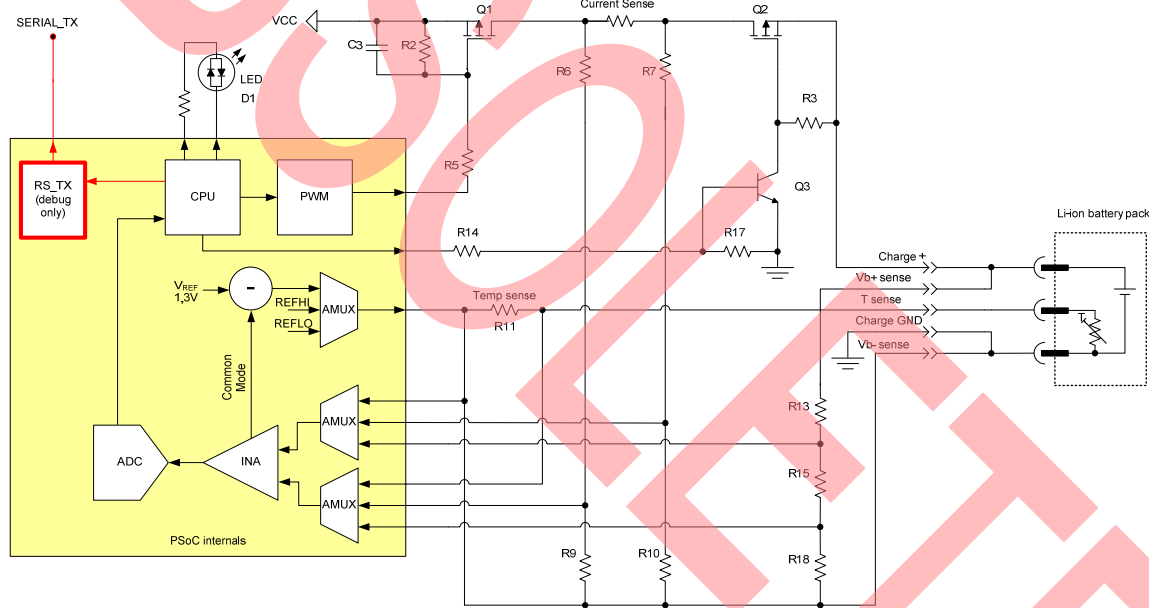 Current Sense
Q1
Q2
VCC
SERIAL_TX
C3
R2
R6
R7
LED
D1
R3
R5
RS_TX
(debug
only)
CPU
PWM
Q3
Li-ion battery pack
R14
R17
Charge +
Vb+ sense
VREF
1,3V
-
REFHI
REFLO
AMUX
Temp sense
R11
T sense
Charge GND
Vb- sense
T
Common
Mode
R13
AMUX
ADC
INA
R15
AMUX
PSoC internals
R9
R10
R18
OBSOLETE